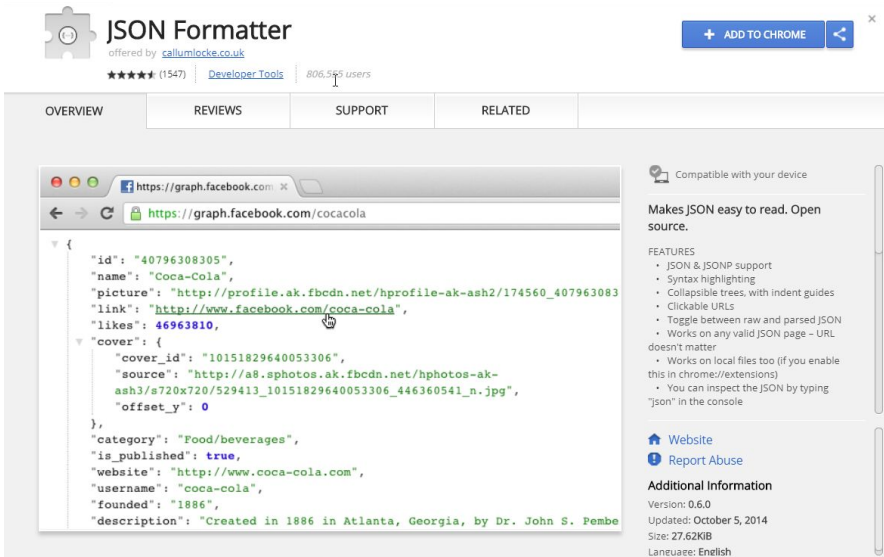 JSON Formatter
offered by callumlocke.co.uk
(1547) Developer Tools 806,555 users
+ ADD TO CHROME
OVERVIEW REVIEWS SUPPORT RELATED
https://graph.facebook.com
https://graph.facebook.com/cocacola
{
"id": "40796308305",
"name": "Coca-Cola",
"picture": "http://profile.ak.fbcdn.net/hprofile-ak-ash2/174560_407963083
"link": "http://www.facebook.com/coca-cola",
"likes": 46963810,
"cover": {
"cover_id": "10151829640053306",
"source": "http://a8.sphotos.ak.fbcdn.net/hphotos-ak-
ash3/s720x720/529413_10151829640053306_446360541_n.jpg",
"offset_y": 0
},
"category": "Food/beverages",
"is_published": true,
"website": "http://www.coca-cola.com",
"username": "coca-cola",
"founded": "1886",
"description": "Created in 1886 in Atlanta, Georgia, by Dr. John S. Pembe
Compatible with your device
Makes JSON easy to read. Open
source.
FEATURES
• JSON & JSONP support
• Syntax highlighting
• Collapsible trees, with indent guides
• Clickable URLs
• Toggle between raw and parsed JSON
• Works on any valid JSON page – URL
doesn't matter
• Works on local files too (if you enable
this in chrome://extensions)
• You can inspect the JSON by typing
"json" in the console
Website
Report Abuse
Additional Information
Version: 0.6.0
Updated: October 5, 2014
Size: 27.62KiB
Language: English